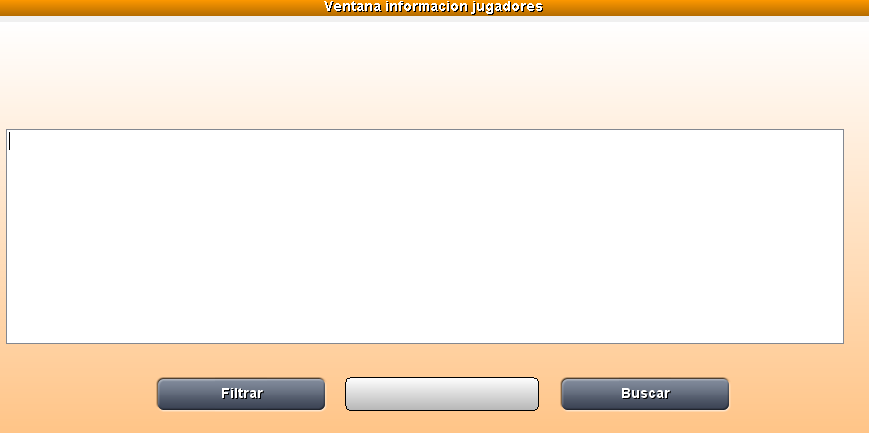 Ventana informacion jugadores
Filtrar
Buscar